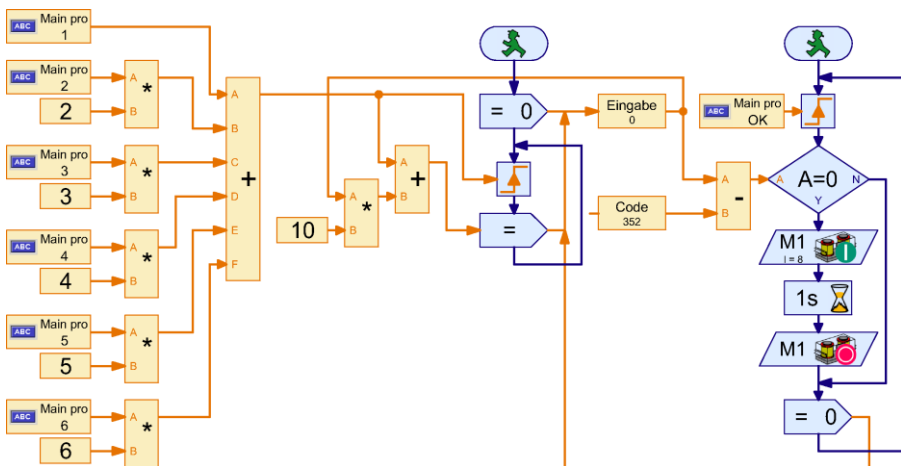 ABC Main pro
1
ABC Main pro
2
A
*
2
B
ABC Main pro
3
A
*
3
B
ABC Main pro
4
A
*
4
B
ABC Main pro
5
A
*
5
B
ABC Main pro
6
A
*
6
B
A
B
C
+
D
E
F
= 0
A
+
B
A
*
10
B
=
Eingabe
0
Code
352
A
-
B
ABC Main pro
OK
A
A=0
N
Y
M1
I = 8
1s
M1
= 0